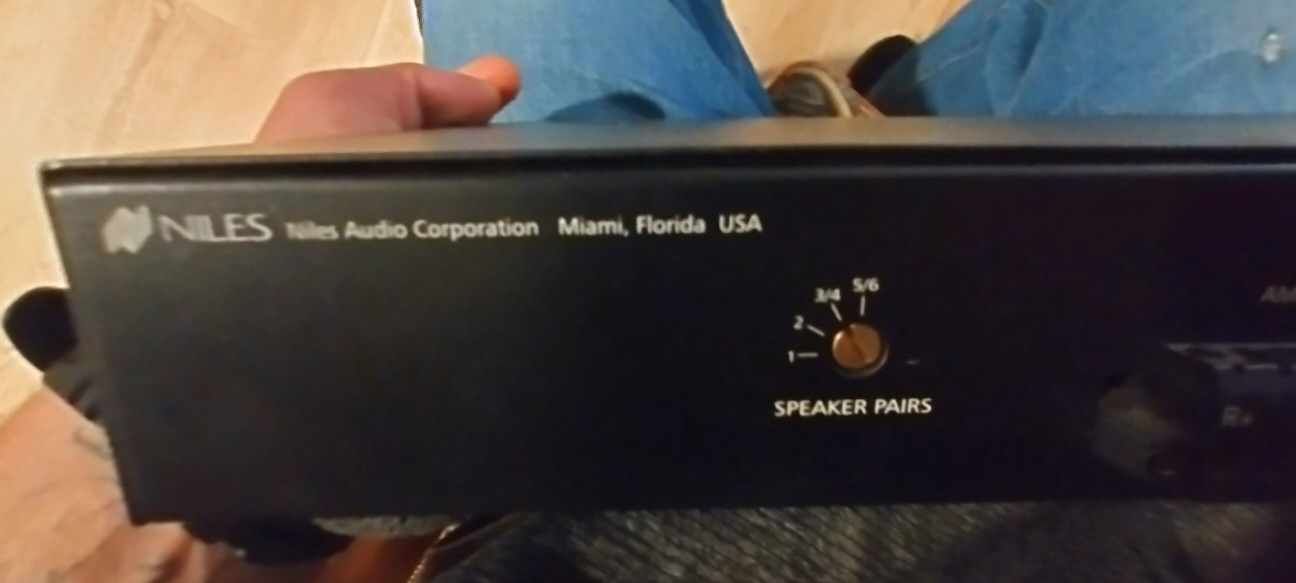 NILES Niles Audio Corporation Miami, Florida USA
5/6
3/4
2
1
SPEAKER PAIRS
R+